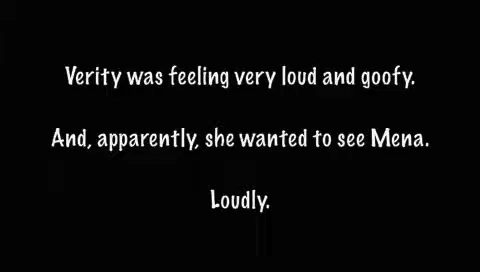 Verity was feeling very loud and goofy.
And, apparently, she wanted to see Mena.
Loudly.